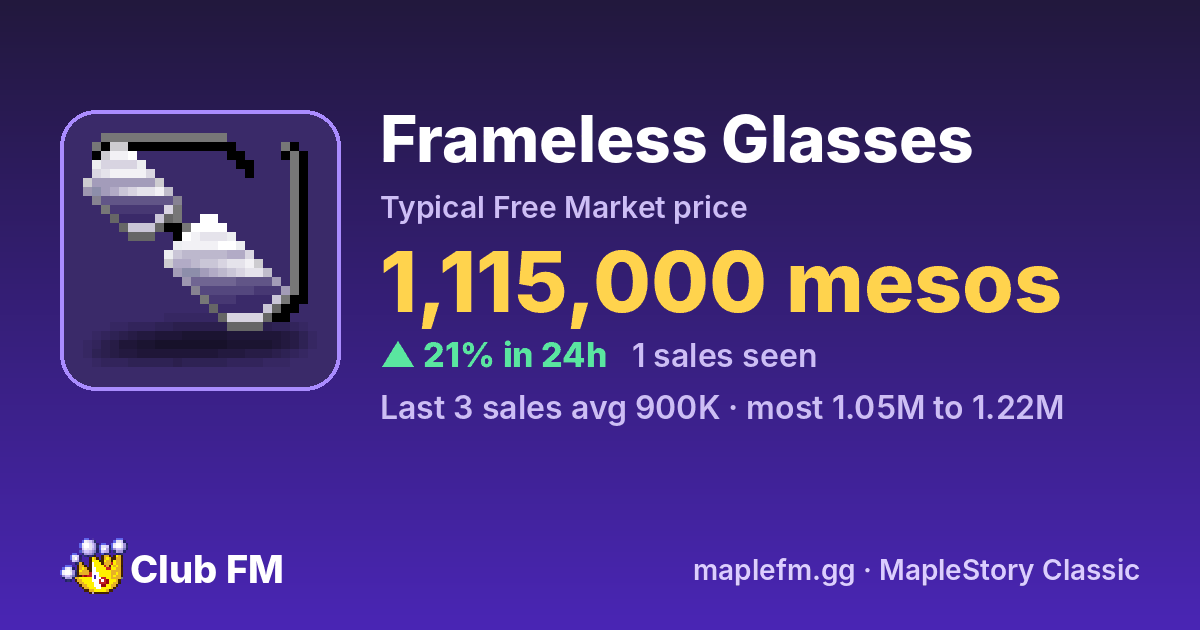 Frameless Glasses
Typical Free Market price
1,115,000 mesos
▲ 21% in 24h 1 sales seen
Last 3 sales avg 900K · most 1.05M to 1.22M
Club FM
maplefm.gg · MapleStory Classic